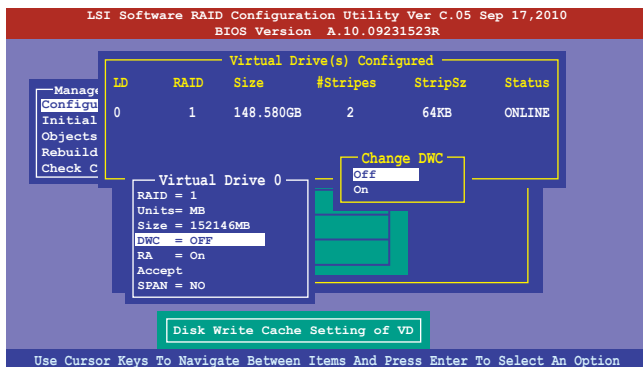 LSI Software RAID Configuration Utility Ver C.05 Sep 17,2010
BIOS Version A.10.09231523R
Virtual Drive(s) Configured
LD RAID Size #Stripes StripSz Status
0 1 148.580GB 2 64KB ONLINE
Manage
Configu
Initial
Objects
Rebuild
Check C
Change DWC
Off
On
Virtual Drive 0
RAID = 1
Units= MB
Size = 152146MB
DWC = OFF
RA = On
Accept
SPAN = NO
Disk Write Cache Setting of VD
Use Cursor Keys To Navigate Between Items And Press Enter To Select An Option